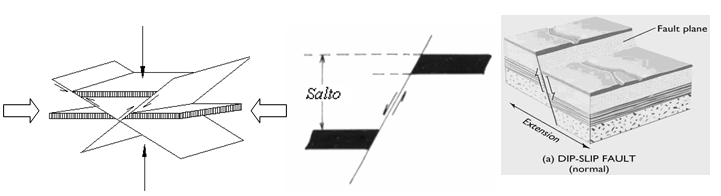 Salto
Fault plane
Extension
(a) DIP-SLIP FAULT
(normal)